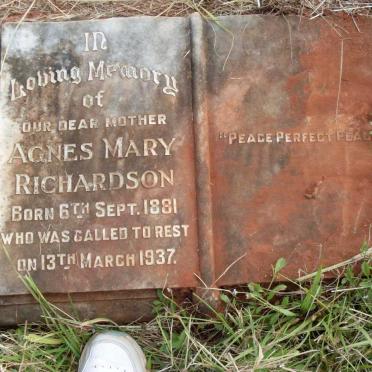 In
Loving Memory
of
OUR DEAR MOTHER
AGNES MARY
RICHARDSON
BORN 6TH SEPT. 1881
WHO WAS CALLED TO REST
ON 13TH MARCH 1937.
"PEACE PERFECT PEA